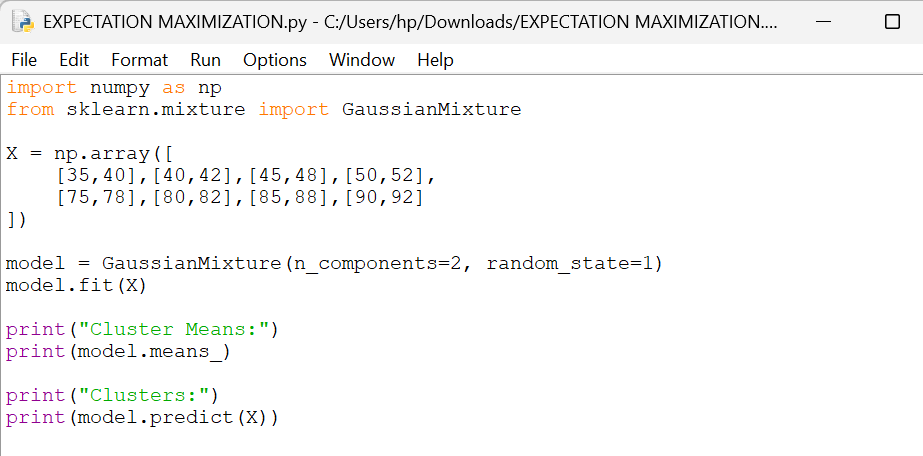 EXPECTATION MAXIMIZATION.py - C:/Users/hp/Downloads/EXPECTATION MAXIMIZATION....
File Edit Format Run Options Window Help
import numpy as np
from sklearn.mixture import GaussianMixture
X = np.array([
    [35,40],[40,42],[45,48],[50,52],
    [75,78],[80,82],[85,88],[90,92]
])
model = GaussianMixture(n_components=2, random_state=1)
model.fit(X)
print("Cluster Means:")
print(model.means_)
print("Clusters:")
print(model.predict(X))